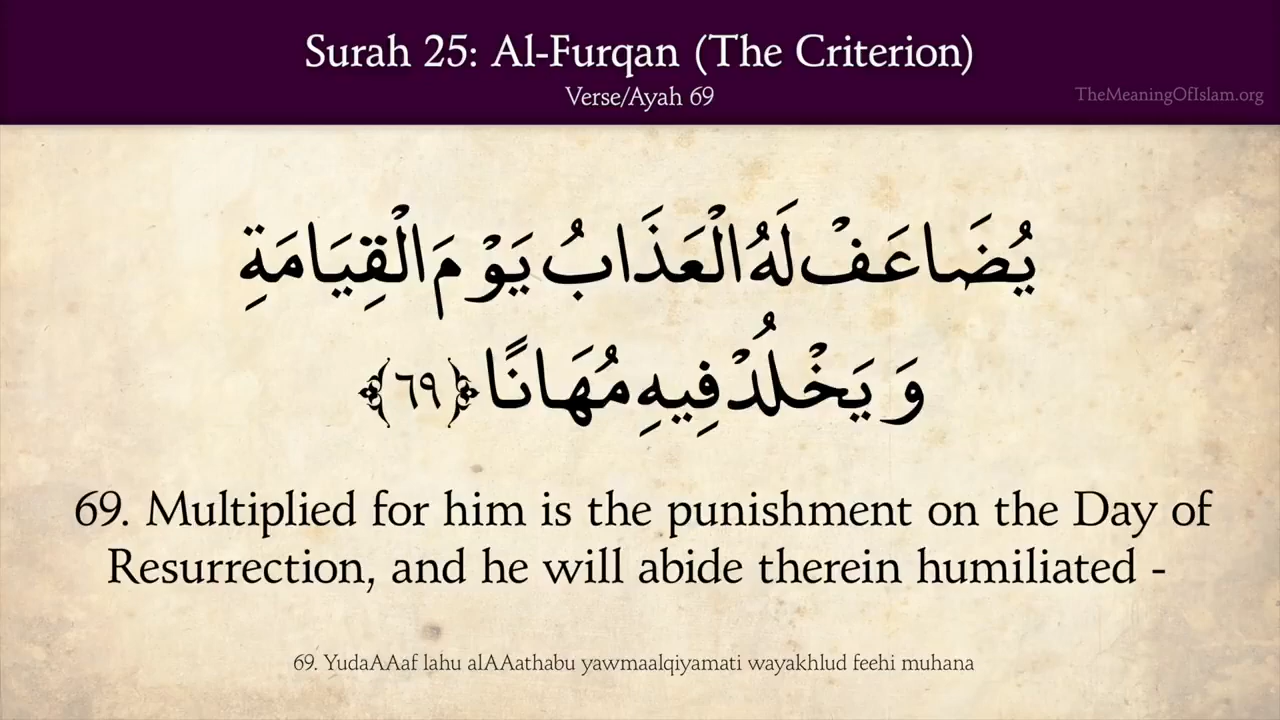 Surah 25: Al-Furqan (The Criterion)
Verse/Ayah 69
TheMeaningOfIslam.org
يُضَاعَفْ لَهُ الْعَذَابُ يَوْمَ الْقِيَامَةِ
وَيَخْلُدْ فِيهِ مُهَانًا ﴿٦٩﴾
69. Multiplied for him is the punishment on the Day of
Resurrection, and he will abide therein humiliated -
69. YudaAAaf lahu alAAathabu yawmaalqiyamati wayakhlud feehi muhana